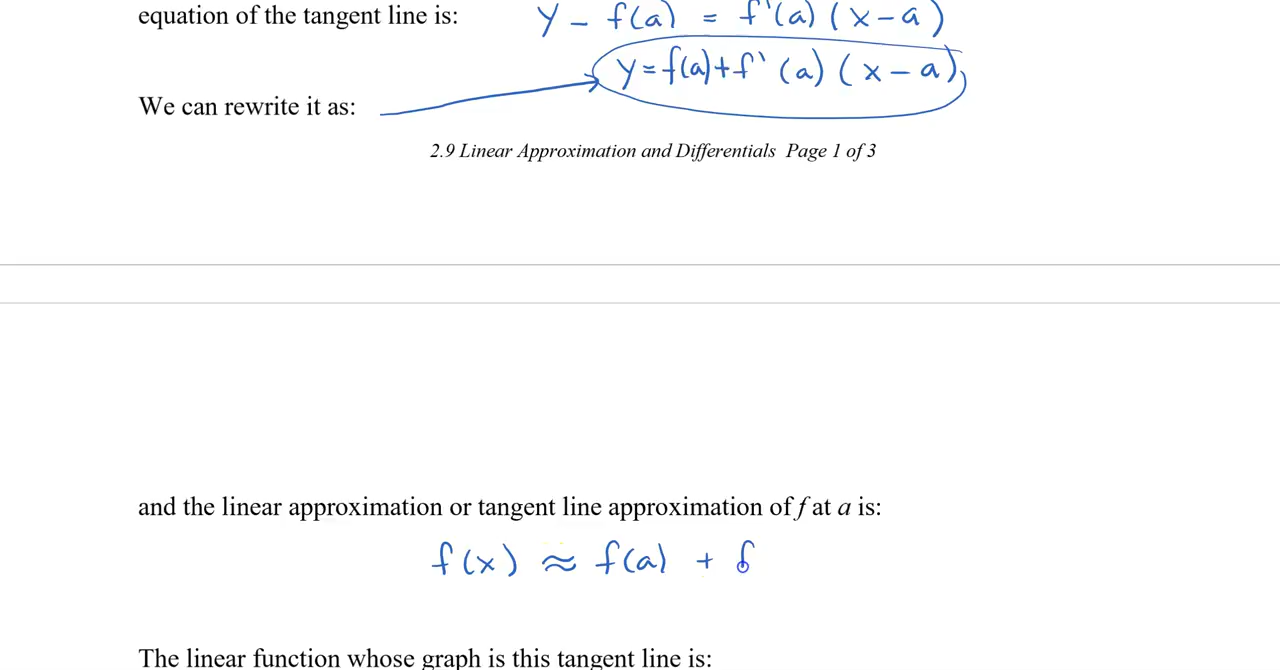 equation of the tangent line is: y - f(a) = f'(a) (x-a)
y = f(a) + f'(a) (x-a)
We can rewrite it as:
2.9 Linear Approximation and Differentials Page 1 of 3
and the linear approximation or tangent line approximation of f at a is:
f(x) ≈ f(a) + f
The linear function whose graph is this tangent line is: